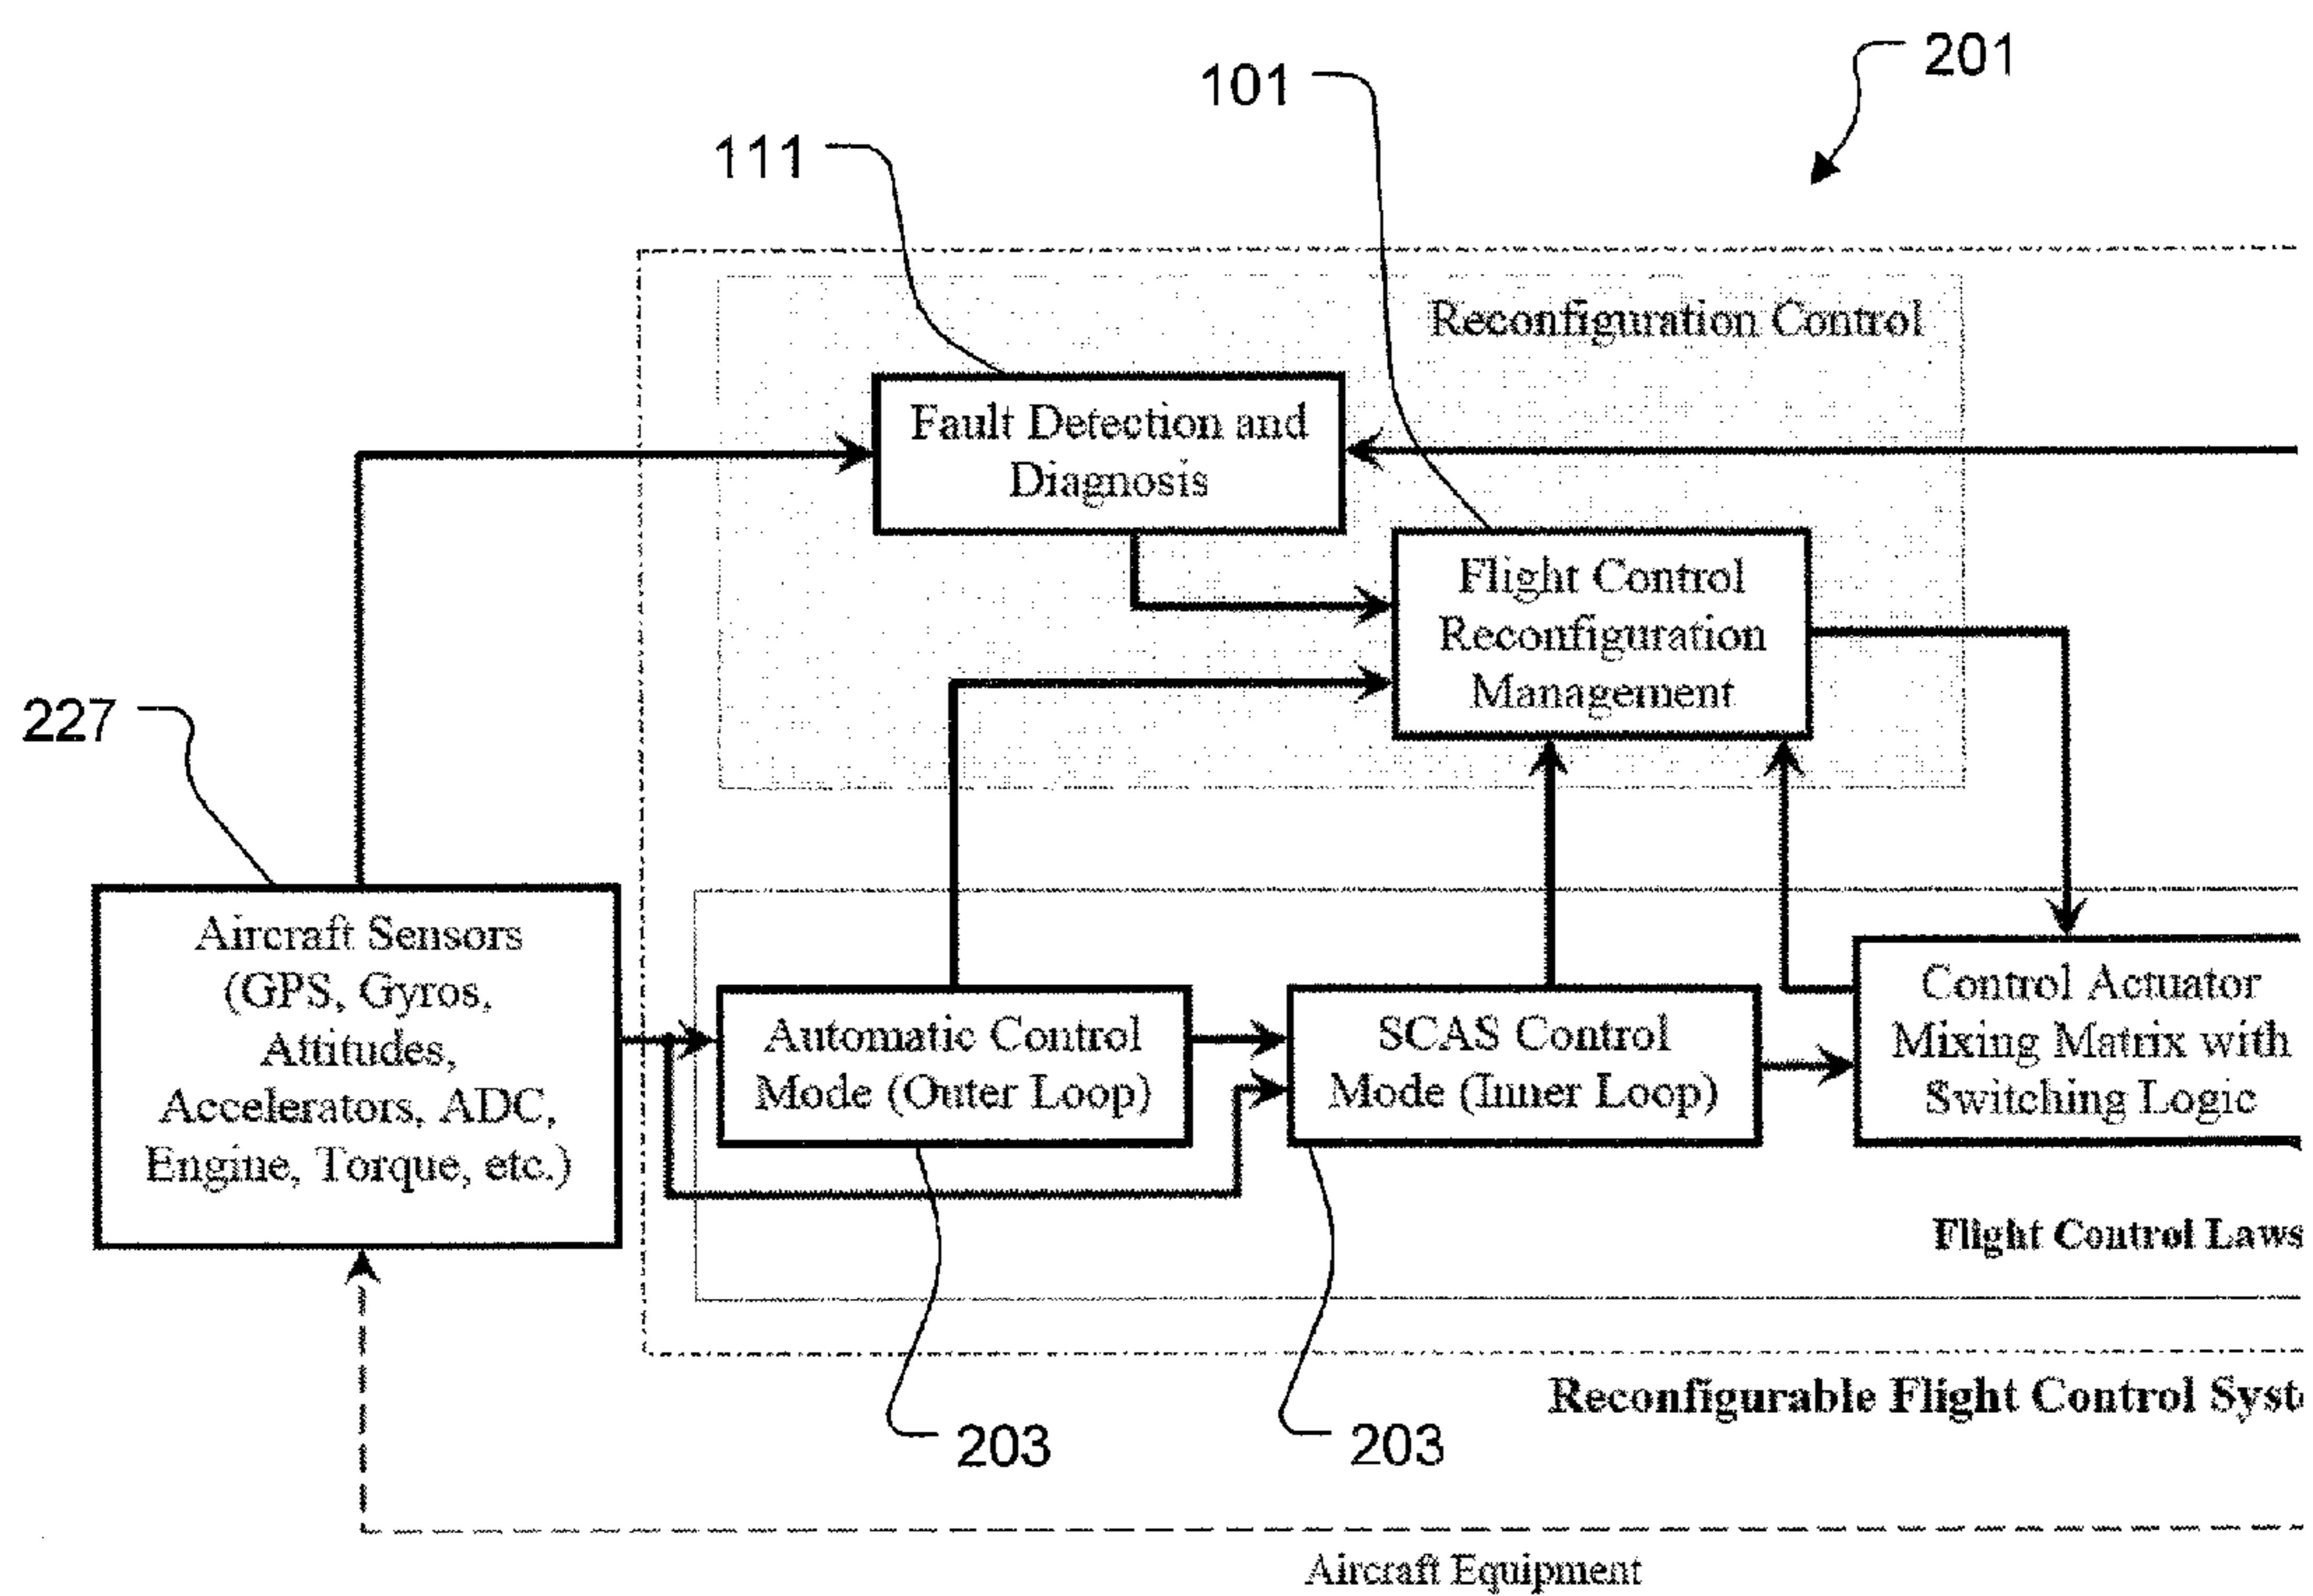 201
101
111
Reconfiguration Control
Fault Detection and
Diagnosis
Flight Control
Reconfiguration
Management
227
Aircraft Sensors
(GPS, Gyros,
Attitudes,
Accelerators, ADC,
Engine, Torque, etc.)
Automatic Control
Mode (Outer Loop)
SCAS Control
Mode (Inner Loop)
Control Actuator
Mixing Matrix with
Switching Logic
Flight Control Laws
Reconfigurable Flight Control Syst
203
203
Aircraft Equipment